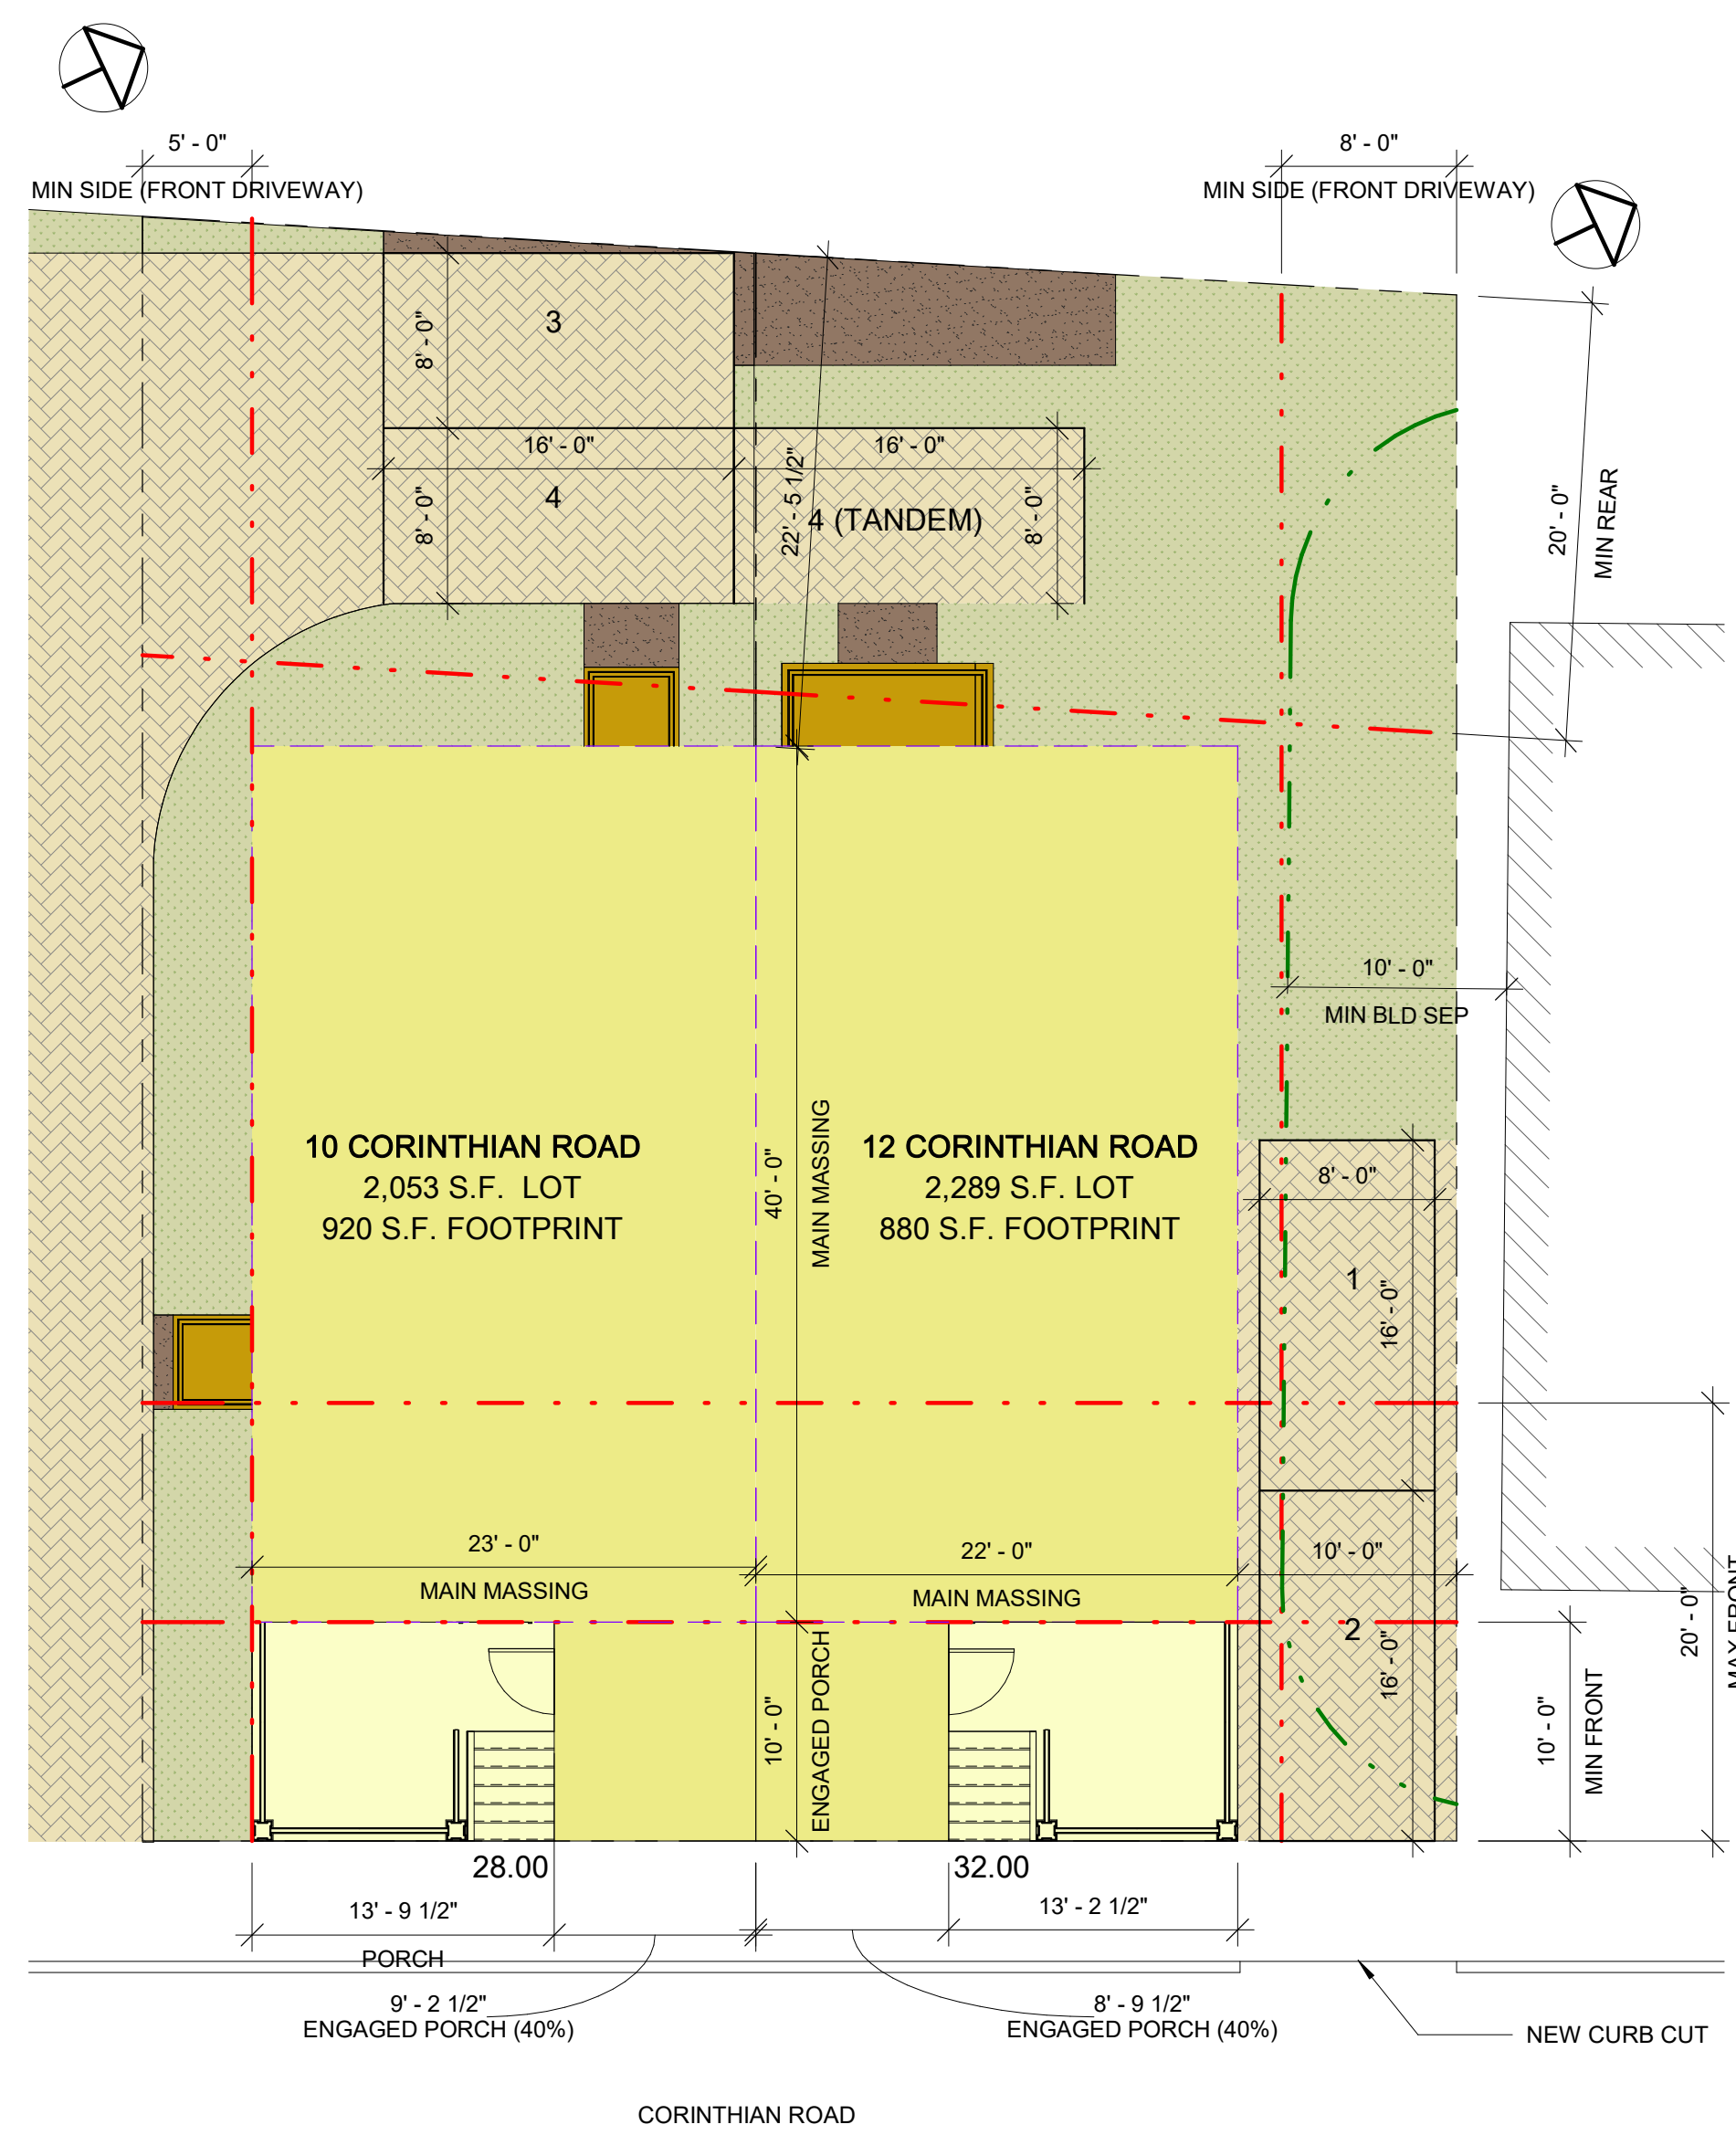 5' - 0"
8' - 0"
MIN SIDE (FRONT DRIVEWAY)
MIN SIDE (FRONT DRIVEWAY)
3
8' - 0"
16' - 0"
16' - 0"
4
8' - 0"
22' - 5 1/2"
4 (TANDEM)
8' - 0"
20' - 0"
MIN REAR
10' - 0"
MIN BLD SEP
10 CORINTHIAN ROAD
2,053 S.F. LOT
920 S.F. FOOTPRINT
40' - 0"
MAIN MASSING
12 CORINTHIAN ROAD
2,289 S.F. LOT
880 S.F. FOOTPRINT
8' - 0"
1
16' - 0"
23' - 0"
MAIN MASSING
22' - 0"
MAIN MASSING
10' - 0"
2
16' - 0"
10' - 0"
ENGAGED PORCH
10' - 0"
MIN FRONT
20' - 0"
MAX FRONT
28.00
32.00
13' - 9 1/2"
PORCH
13' - 2 1/2"
9' - 2 1/2"
ENGAGED PORCH (40%)
8' - 9 1/2"
ENGAGED PORCH (40%)
NEW CURB CUT
CORINTHIAN ROAD